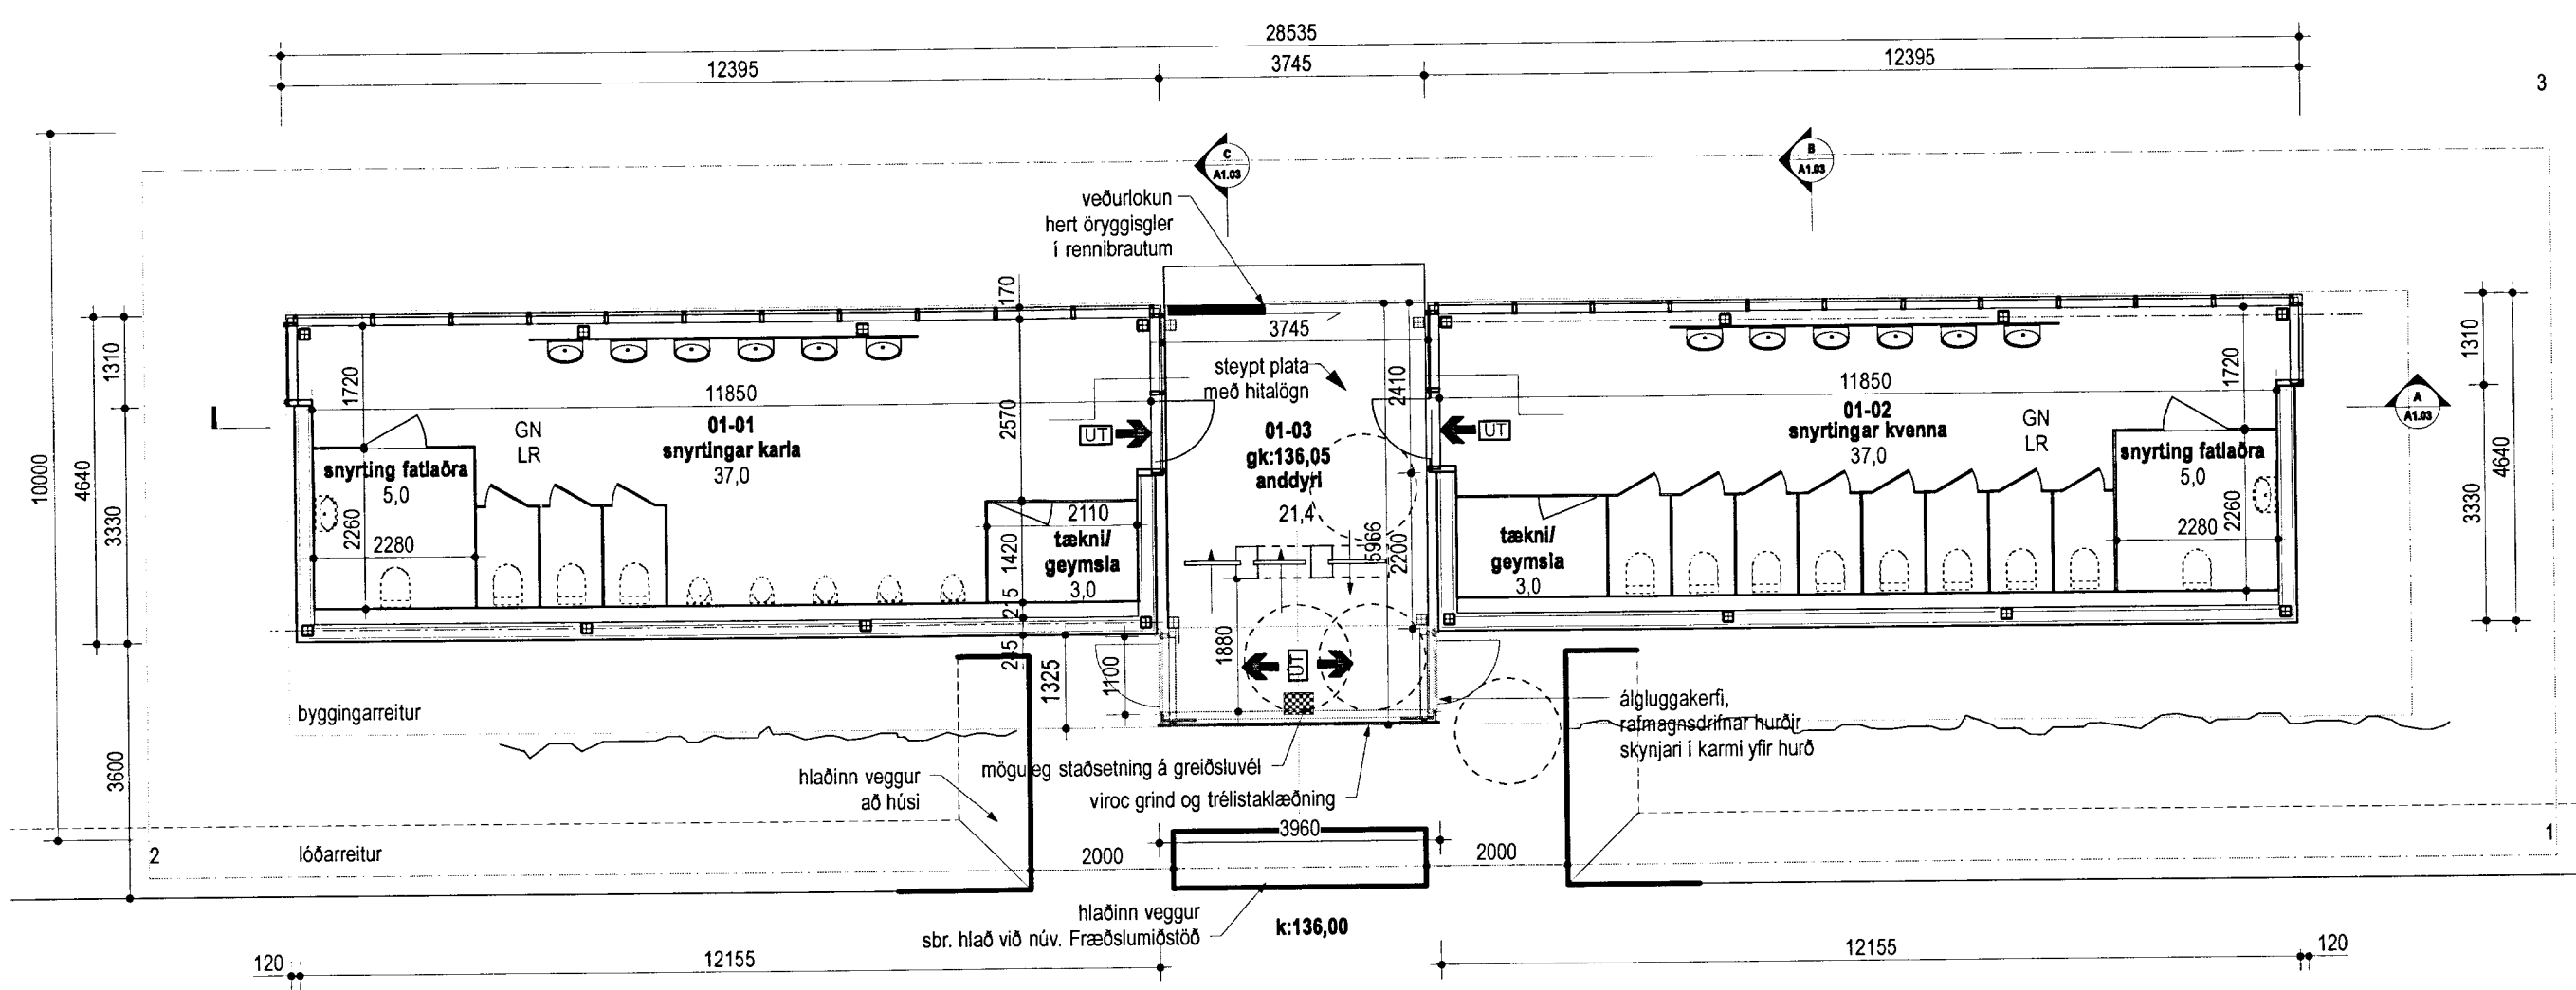 28535
12395
3745
12395
3
C
A1.03
B
A1.03
veðurlokun
hert öryggisgler
í rennibrautum
170
3745
steypt plata
með hitalögn
2410
1310
4640
3330
10000
3600
1720
11850
01-01
snyrtingar karla
37,0
GN
LR
2570
UT
snyrting fatlaðra
5,0
2260
2280
2110
tækni/
geymsla
3,0
1420
215
245
1325
1100
01-03
gk:136,05
anddyri
21,4
5966
2200
1880
UT
UT
11850
01-02
snyrtingar kvenna
37,0
GN
LR
1720
snyrting fatlaðra
5,0
2260
2280
tækni/
geymsla
3,0
A
A1.03
1310
3330
4640
byggingarreitur
hlaðinn veggur
að húsi
möguleg staðsetning á greiðsluvél
viroc grind og trélistaklæðning
álgluggakerfi,
rafmagnsdrifnar hurðir
skynjari í karmi yfir hurð
2
lóðarreitur
2000
3960
2000
1
hlaðinn veggur
sbr. hlað við núv. Fræðslumiðstöð
k:136,00
120
12155
12155
120